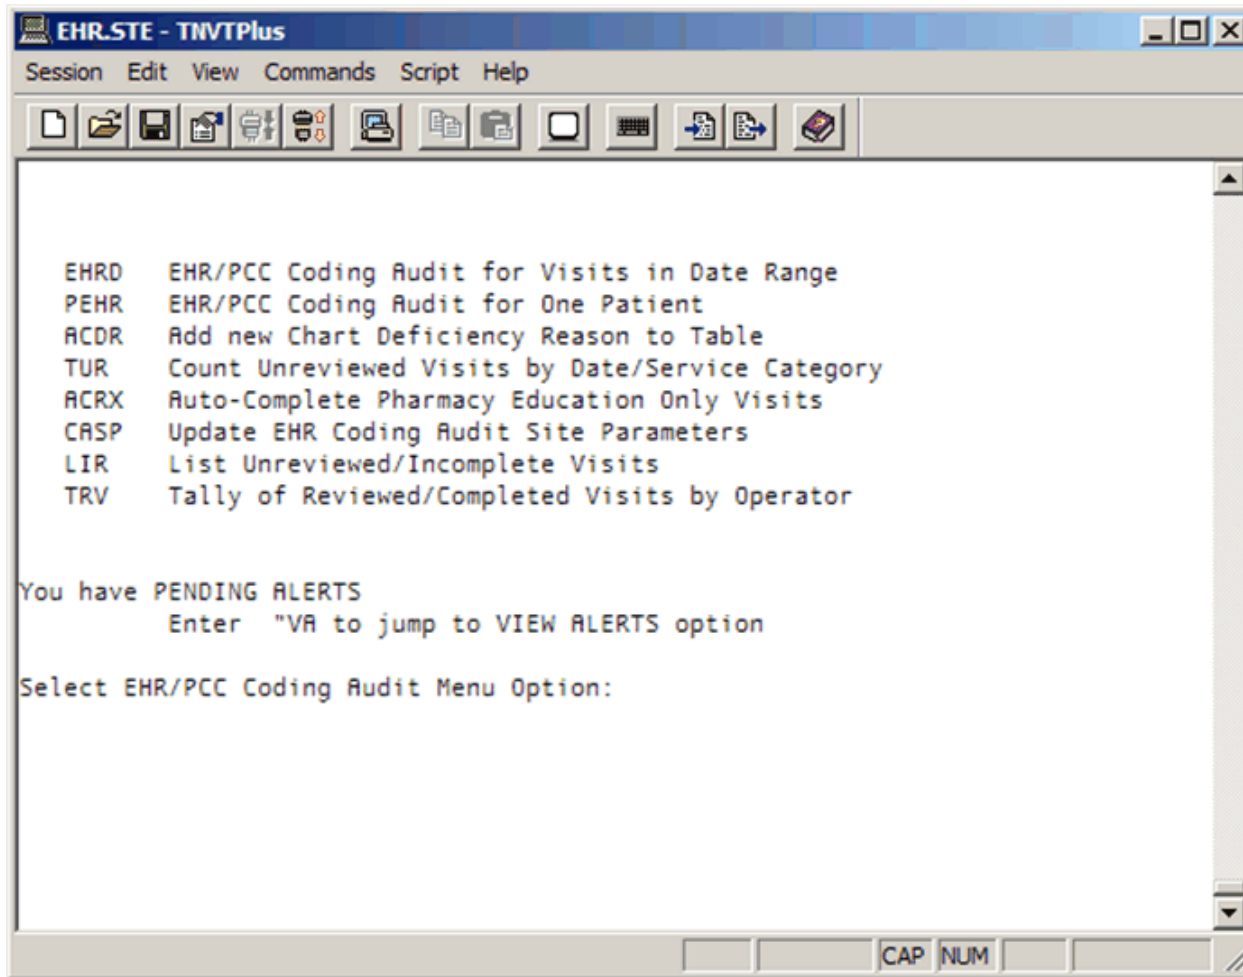 EHR.STE - TNVTPlus
Session Edit View Commands Script Help
EHRD EHR/PCC Coding Audit for Visits in Date Range
PEHR EHR/PCC Coding Audit for One Patient
ACDR Add new Chart Deficiency Reason to Table
TUR Count Unreviewed Visits by Date/Service Category
ACRX Auto-Complete Pharmacy Education Only Visits
CASP Update EHR Coding Audit Site Parameters
LIR List Unreviewed/Incomplete Visits
TRV Tally of Reviewed/Completed Visits by Operator
You have PENDING ALERTS
Enter "VA to jump to VIEW ALERTS option
Select EHR/PCC Coding Audit Menu Option:
CAP NUM